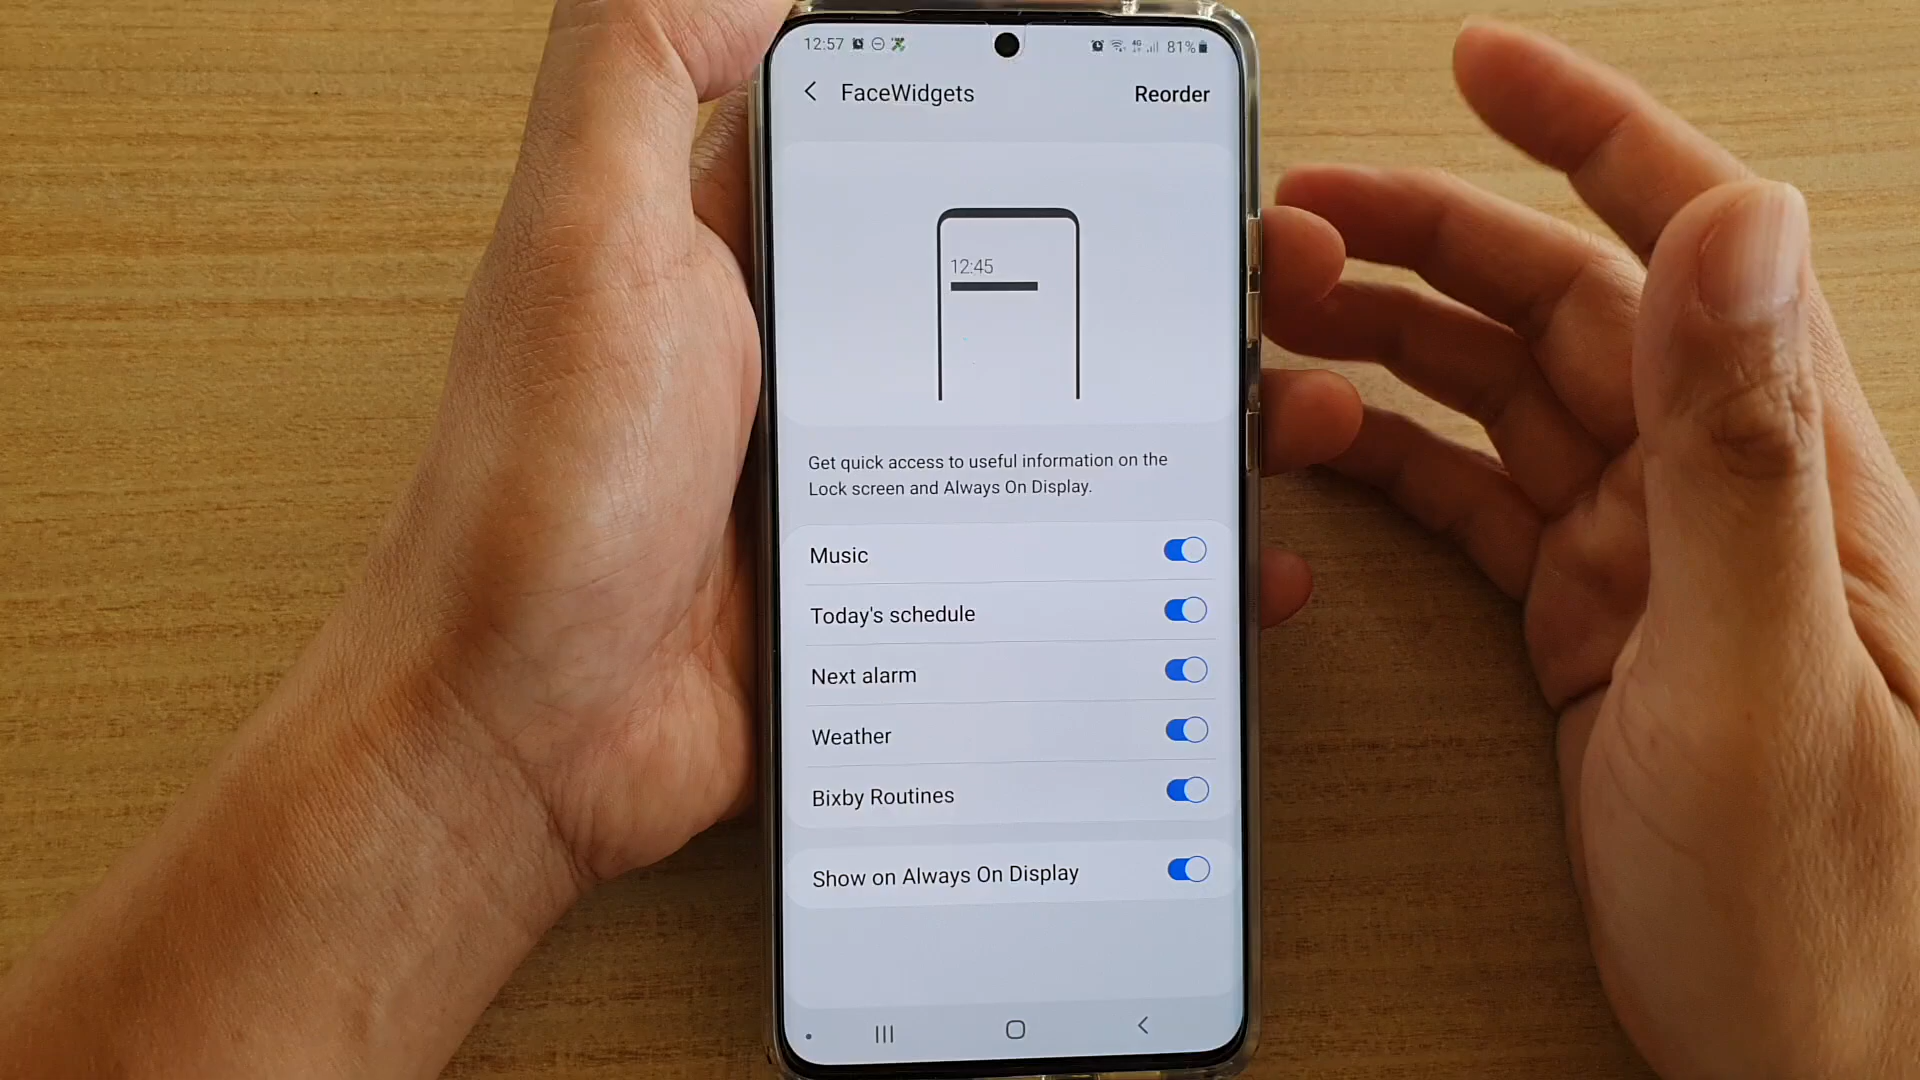 12:57 4G 81%
FaceWidgets Reorder
12:45
Get quick access to useful information on the
Lock screen and Always On Display.
Music
Today's schedule
Next alarm
Weather
Bixby Routines
Show on Always On Display